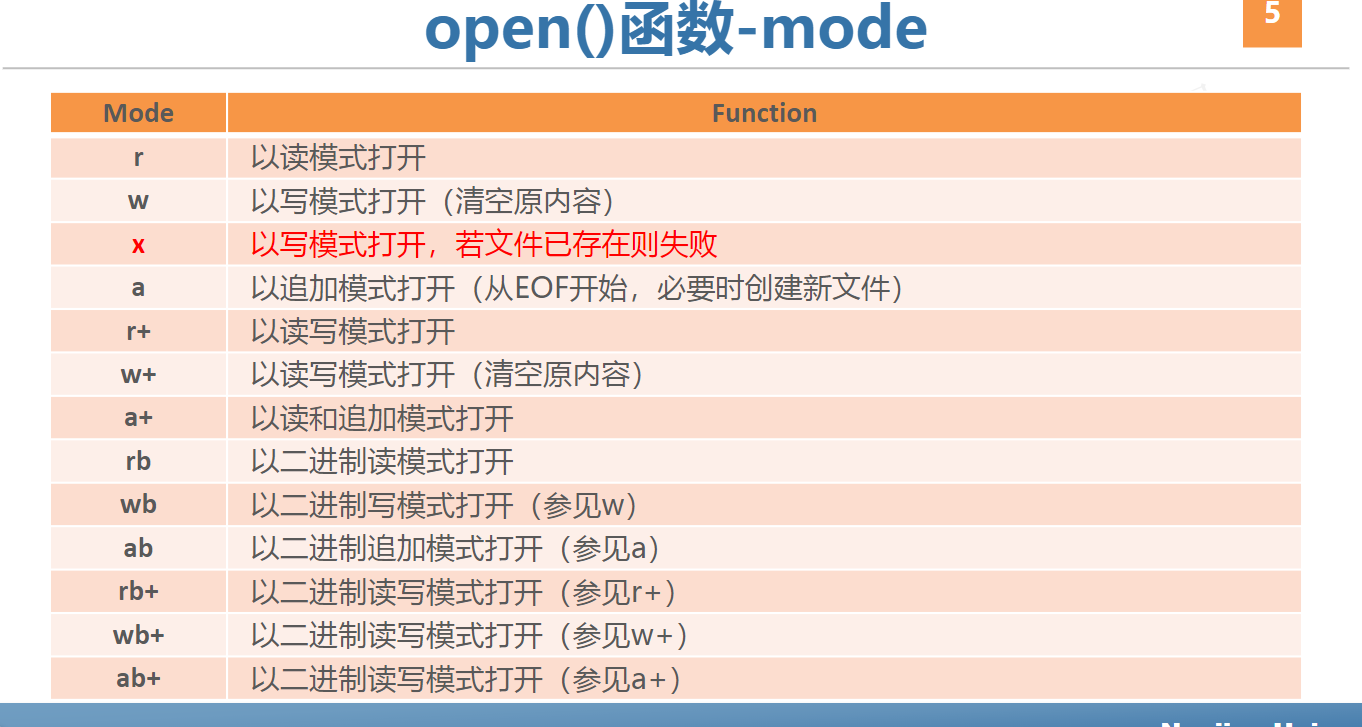 open()函数-mode
5
Mode Function
r 以读模式打开
w 以写模式打开（清空原内容）
x 以写模式打开，若文件已存在则失败
a 以追加模式打开（从EOF开始，必要时创建新文件）
r+ 以读写模式打开
w+ 以读写模式打开（清空原内容）
a+ 以读和追加模式打开
rb 以二进制读模式打开
wb 以二进制写模式打开（参见w）
ab 以二进制追加模式打开（参见a）
rb+ 以二进制读写模式打开（参见r+）
wb+ 以二进制读写模式打开（参见w+）
ab+ 以二进制读写模式打开（参见a+）